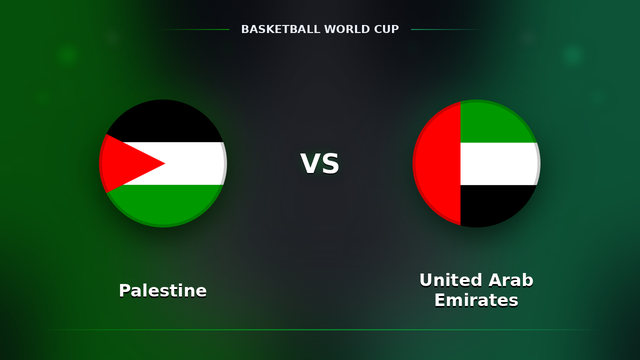 BASKETBALL WORLD CUP
VS
Palestine
United Arab
Emirates